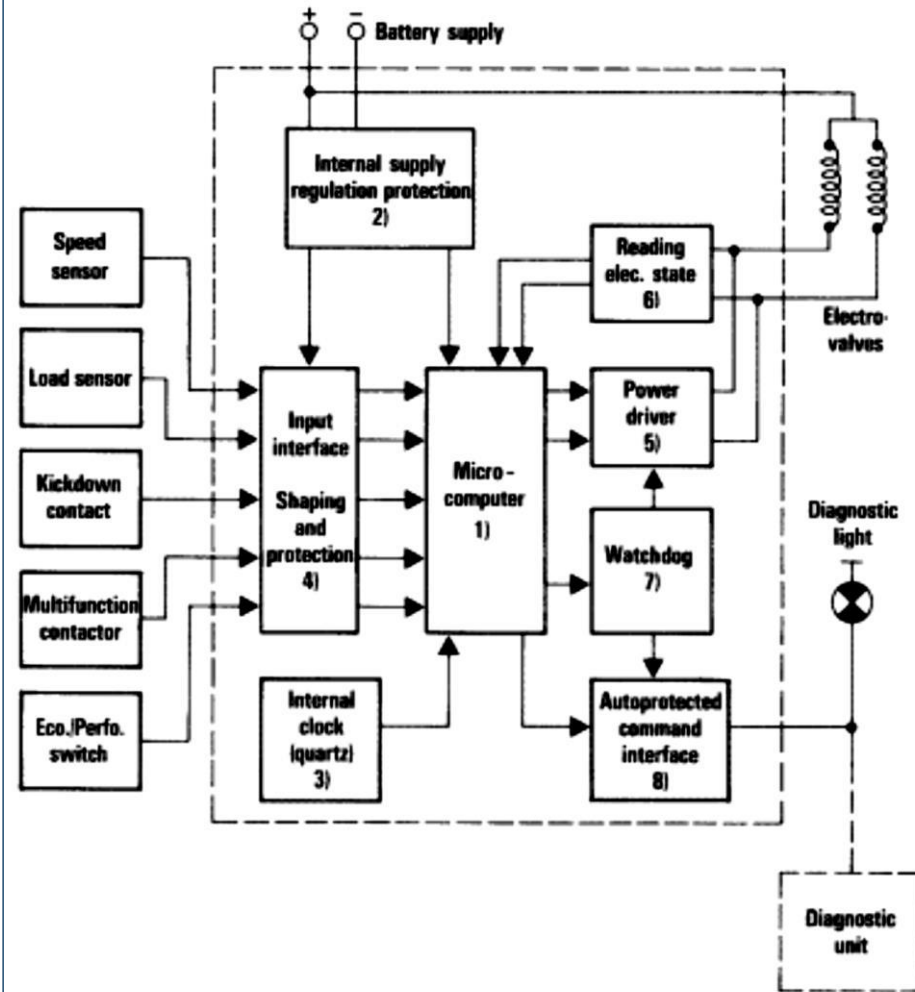 + −
Battery supply
Internal supply
regulation protection
2)
Speed
sensor
Reading
elec. state
6)
Electro-
valves
Load sensor
Input
interface
Shaping
and
protection
4)
Micro-
computer
1)
Power
driver
5)
Kickdown
contact
Diagnostic
light
Watchdog
7)
Multifunction
contactor
Internal
clock
(quartz)
3)
Autoprotected
command
interface
8)
Eco./Perfo.
switch
Diagnostic
unit